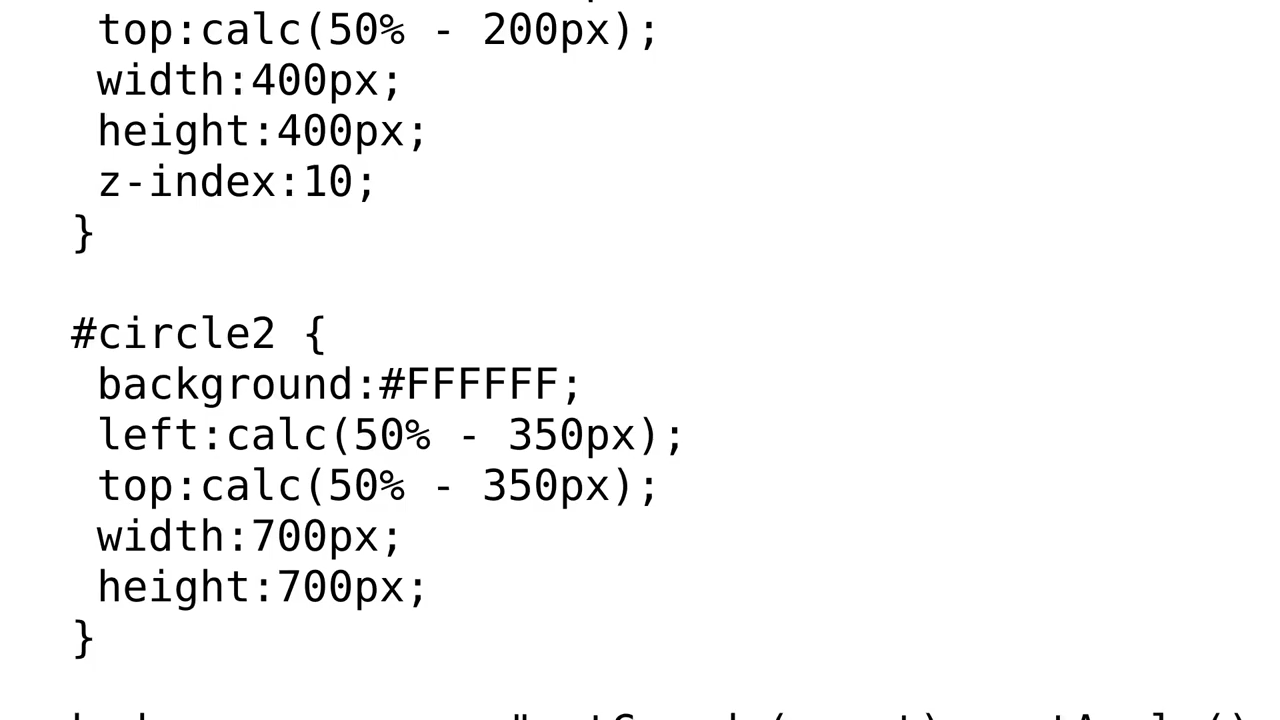 top:calc(50% - 200px);
width:400px;
height:400px;
z-index:10;
}
#circle2 {
background:#FFFFFF;
left:calc(50% - 350px);
top:calc(50% - 350px);
width:700px;
height:700px;
}